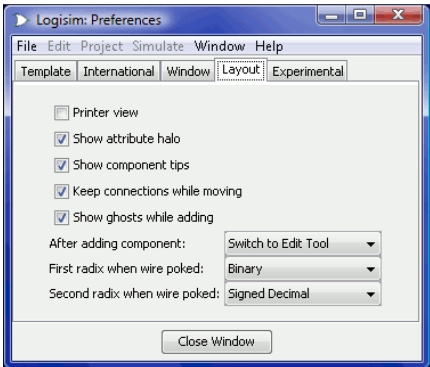 Logisim: Preferences
File Edit Project Simulate Window Help
Template International Window Layout Experimental
Printer view
Show attribute halo
Show component tips
Keep connections while moving
Show ghosts while adding
After adding component: Switch to Edit Tool
First radix when wire poked: Binary
Second radix when wire poked: Signed Decimal
Close Window